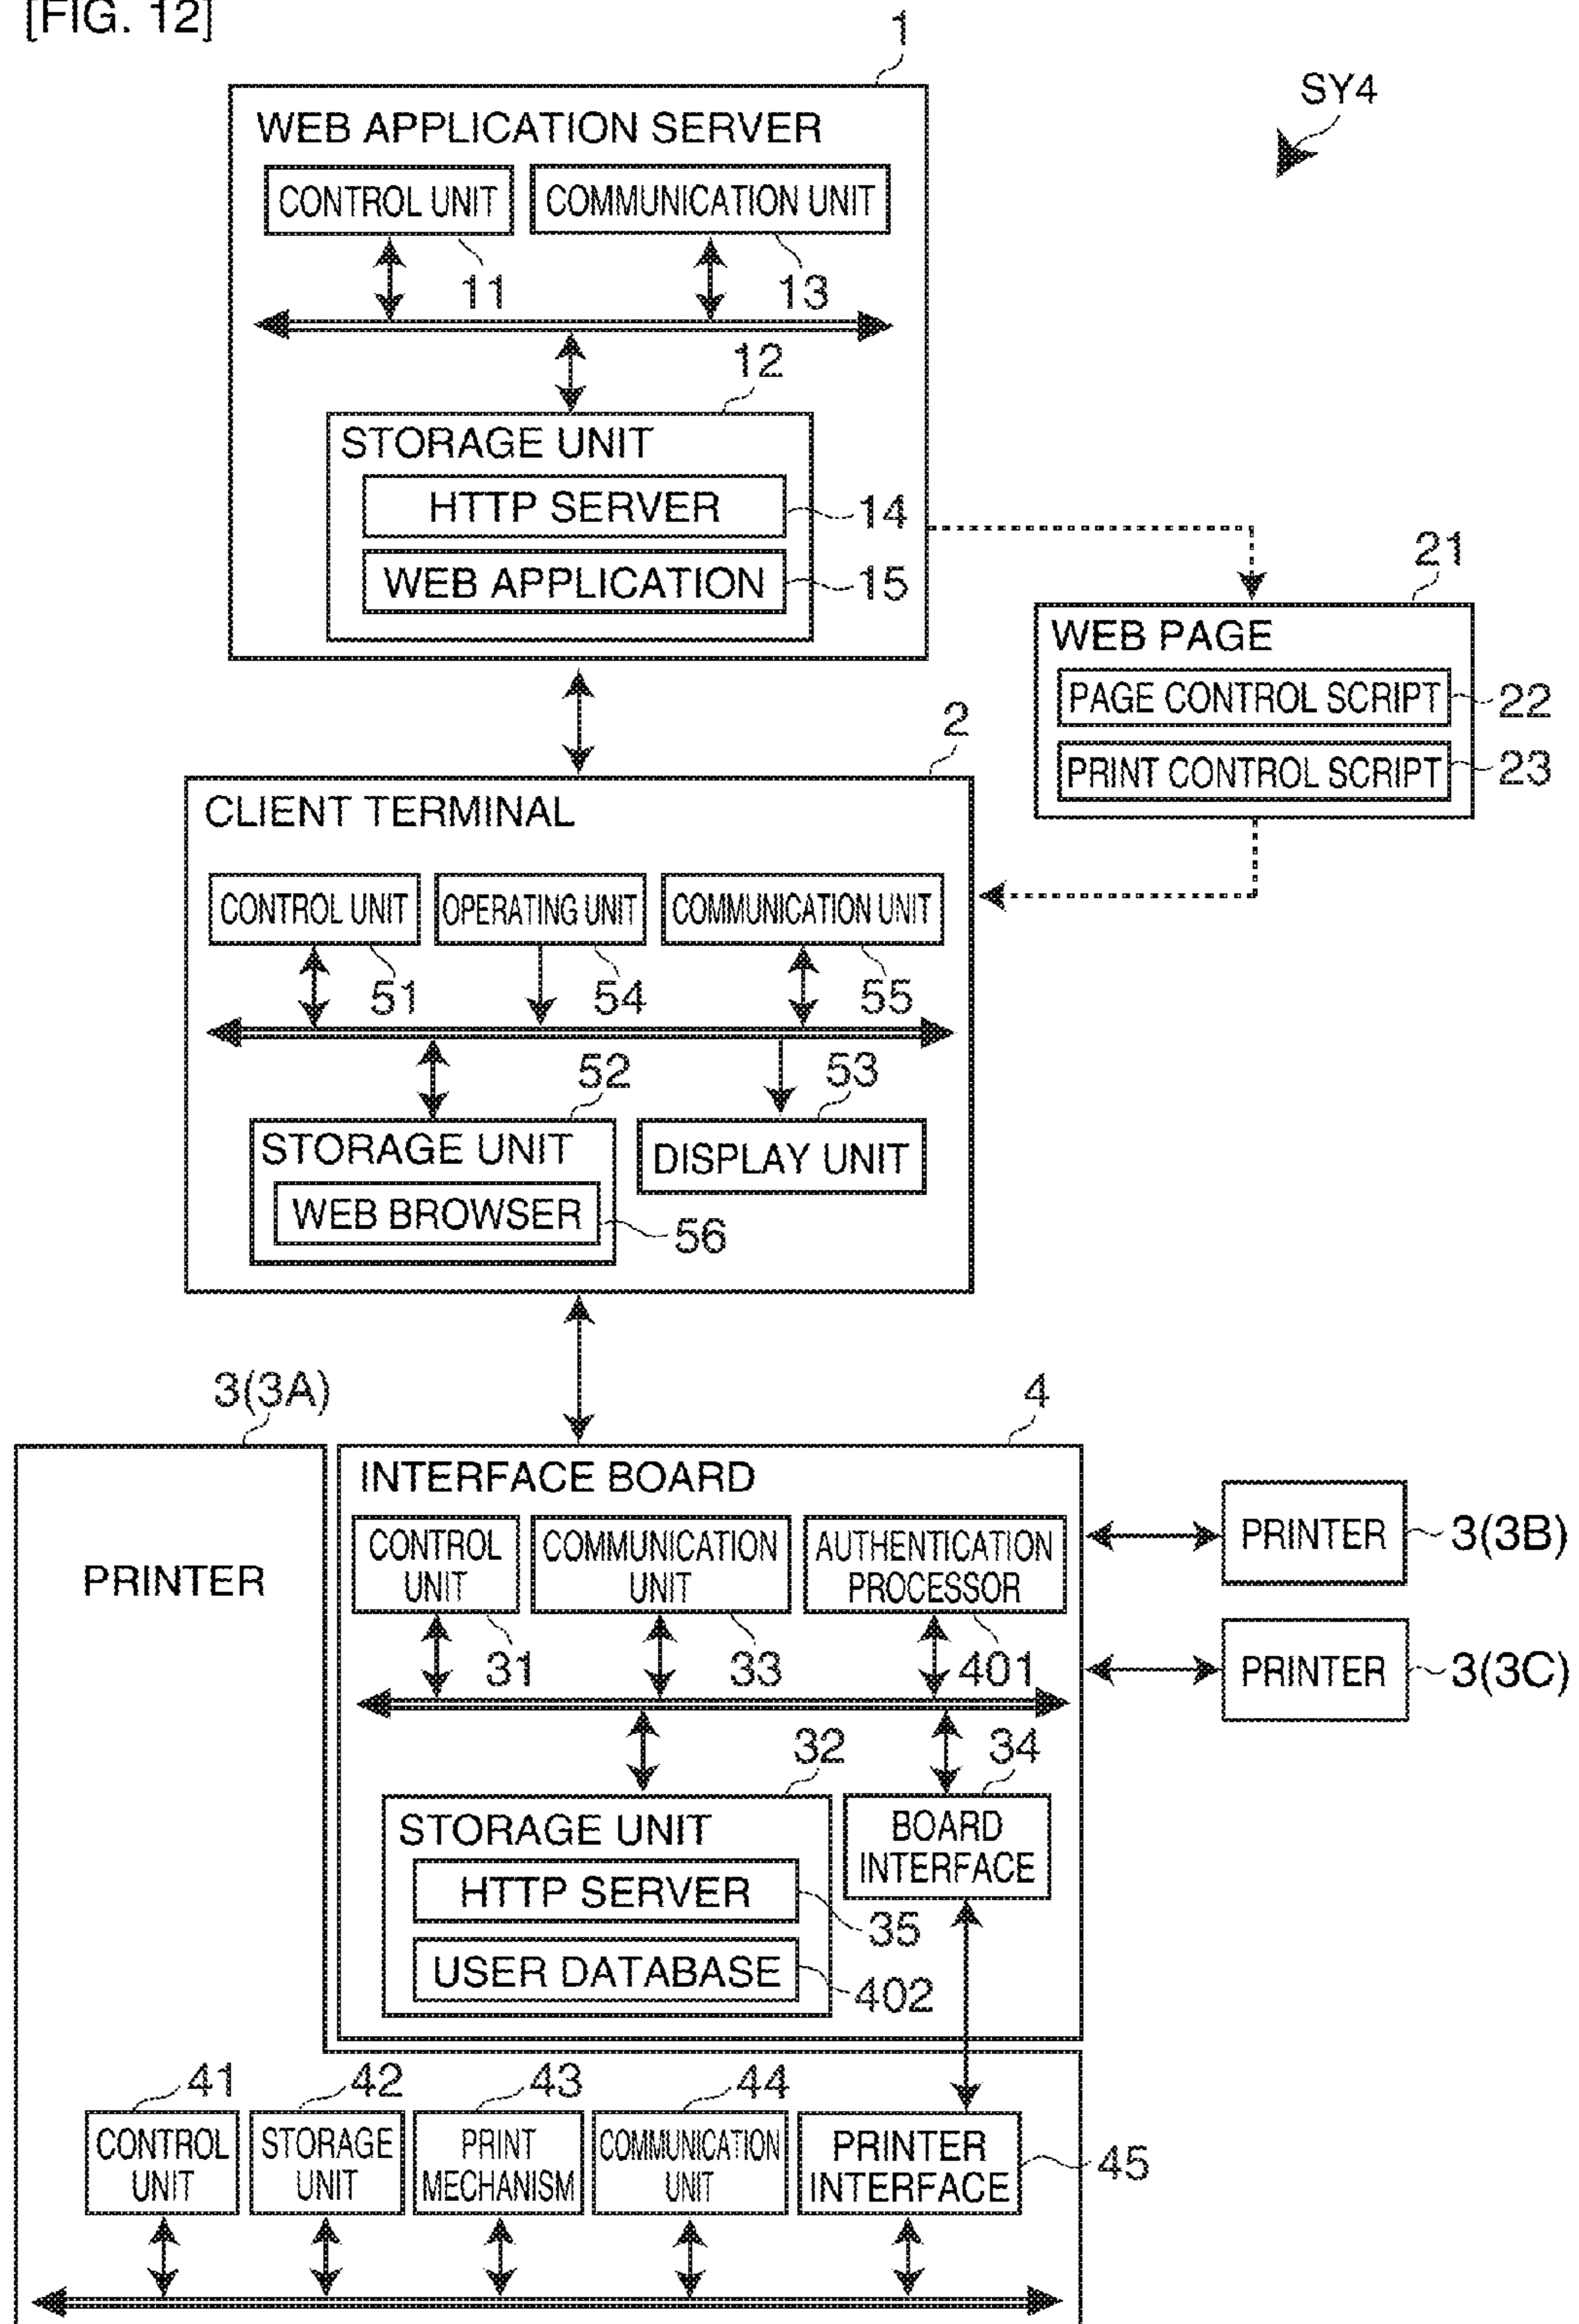 [FIG. 12]
1
SY4
WEB APPLICATION SERVER
CONTROL UNIT
COMMUNICATION UNIT
11
13
12
STORAGE UNIT
HTTP SERVER
14
WEB APPLICATION
15
21
WEB PAGE
PAGE CONTROL SCRIPT
22
PRINT CONTROL SCRIPT
23
2
CLIENT TERMINAL
CONTROL UNIT
OPERATING UNIT
COMMUNICATION UNIT
51
54
55
52
53
STORAGE UNIT
WEB BROWSER
56
DISPLAY UNIT
3(3A)
4
PRINTER
INTERFACE BOARD
CONTROL
UNIT
COMMUNICATION
UNIT
AUTHENTICATION
PROCESSOR
31
33
401
PRINTER
3(3B)
PRINTER
3(3C)
32
34
STORAGE UNIT
HTTP SERVER
35
USER DATABASE
402
BOARD
INTERFACE
41
42
43
44
CONTROL
UNIT
STORAGE
UNIT
PRINT
MECHANISM
COMMUNICATION
UNIT
PRINTER
INTERFACE
45